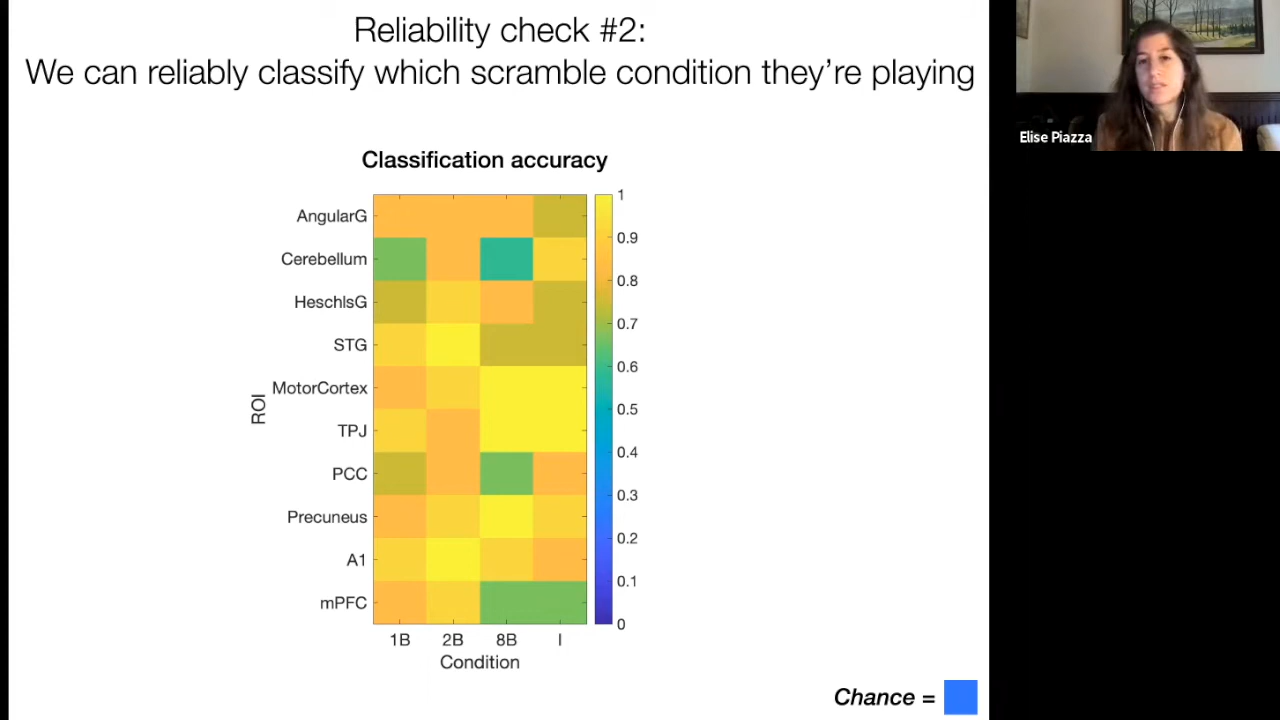 Reliability check #2:
We can reliably classify which scramble condition they're playing
Elise Piazza
Classification accuracy
ROI
AngularG
Cerebellum
HeschlsG
STG
MotorCortex
TPJ
PCC
Precuneus
A1
mPFC
1B 2B 8B I
Condition
1
0.9
0.8
0.7
0.6
0.5
0.4
0.3
0.2
0.1
0
Chance =